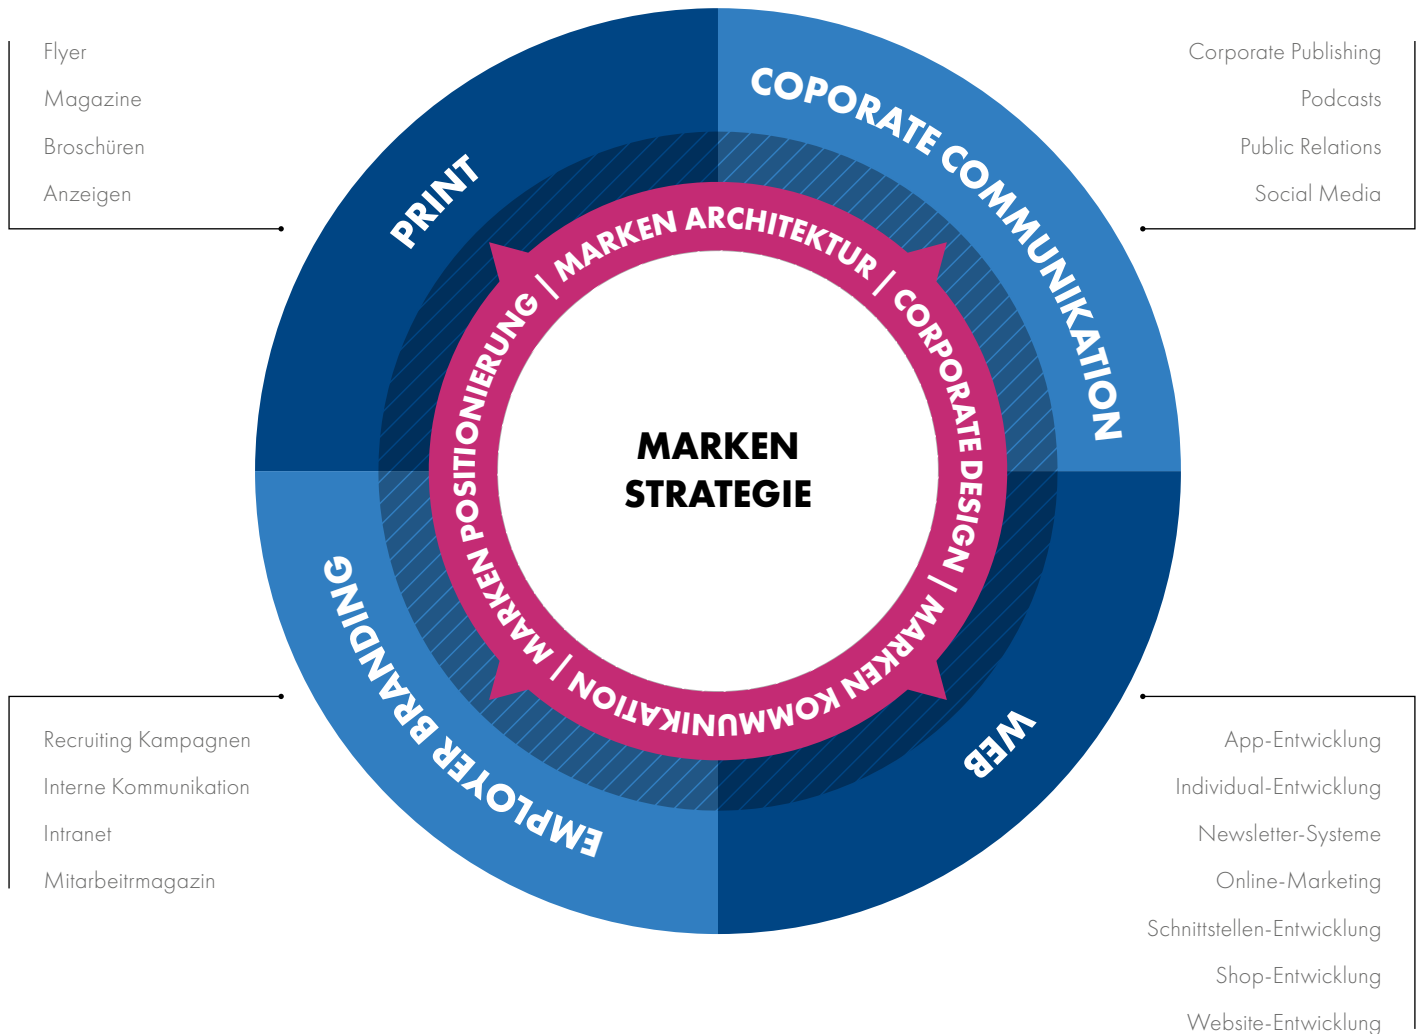 Flyer
Magazine
Broschüren
Anzeigen
PRINT
COPORATE COMMUNIKATION
Corporate Publishing
Podcasts
Public Relations
Social Media
MARKEN POSITIONIERUNG | MARKEN ARCHITEKTUR | CORPORATE DESIGN | MARKEN KOMMUNIKATION |
MARKEN
STRATEGIE
EMPLOYER BRANDING
WEB
Recruiting Kampagnen
Interne Kommunikation
Intranet
Mitarbeitrmagazin
App-Entwicklung
Individual-Entwicklung
Newsletter-Systeme
Online-Marketing
Schnittstellen-Entwicklung
Shop-Entwicklung
Website-Entwicklung